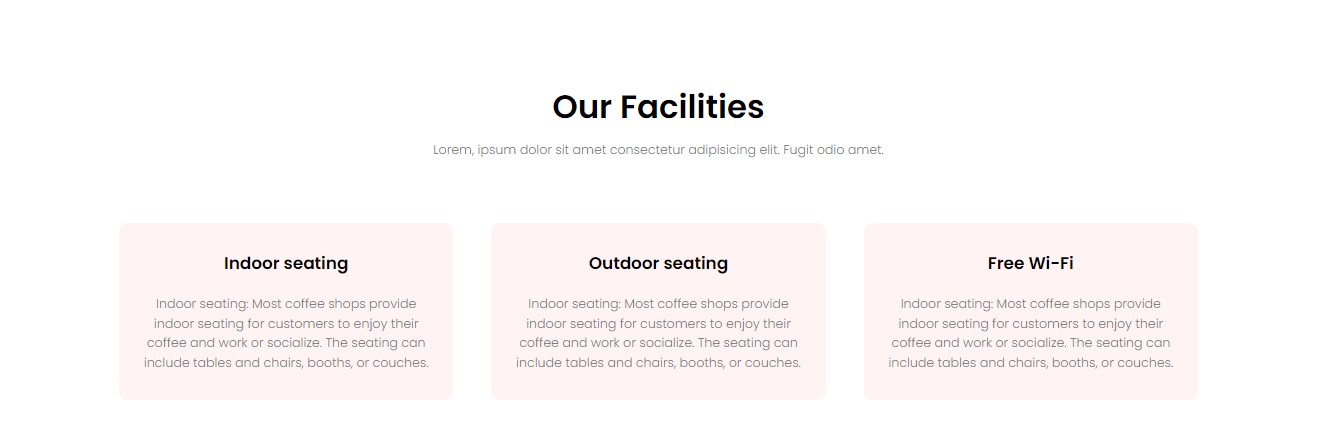 Our Facilities
Lorem, ipsum dolor sit amet consectetur adipisicing elit. Fugit odio amet.
Indoor seating
Indoor seating: Most coffee shops provide
indoor seating for customers to enjoy their
coffee and work or socialize. The seating can
include tables and chairs, booths, or couches.
Outdoor seating
Indoor seating: Most coffee shops provide
indoor seating for customers to enjoy their
coffee and work or socialize. The seating can
include tables and chairs, booths, or couches.
Free Wi-Fi
Indoor seating: Most coffee shops provide
indoor seating for customers to enjoy their
coffee and work or socialize. The seating can
include tables and chairs, booths, or couches.